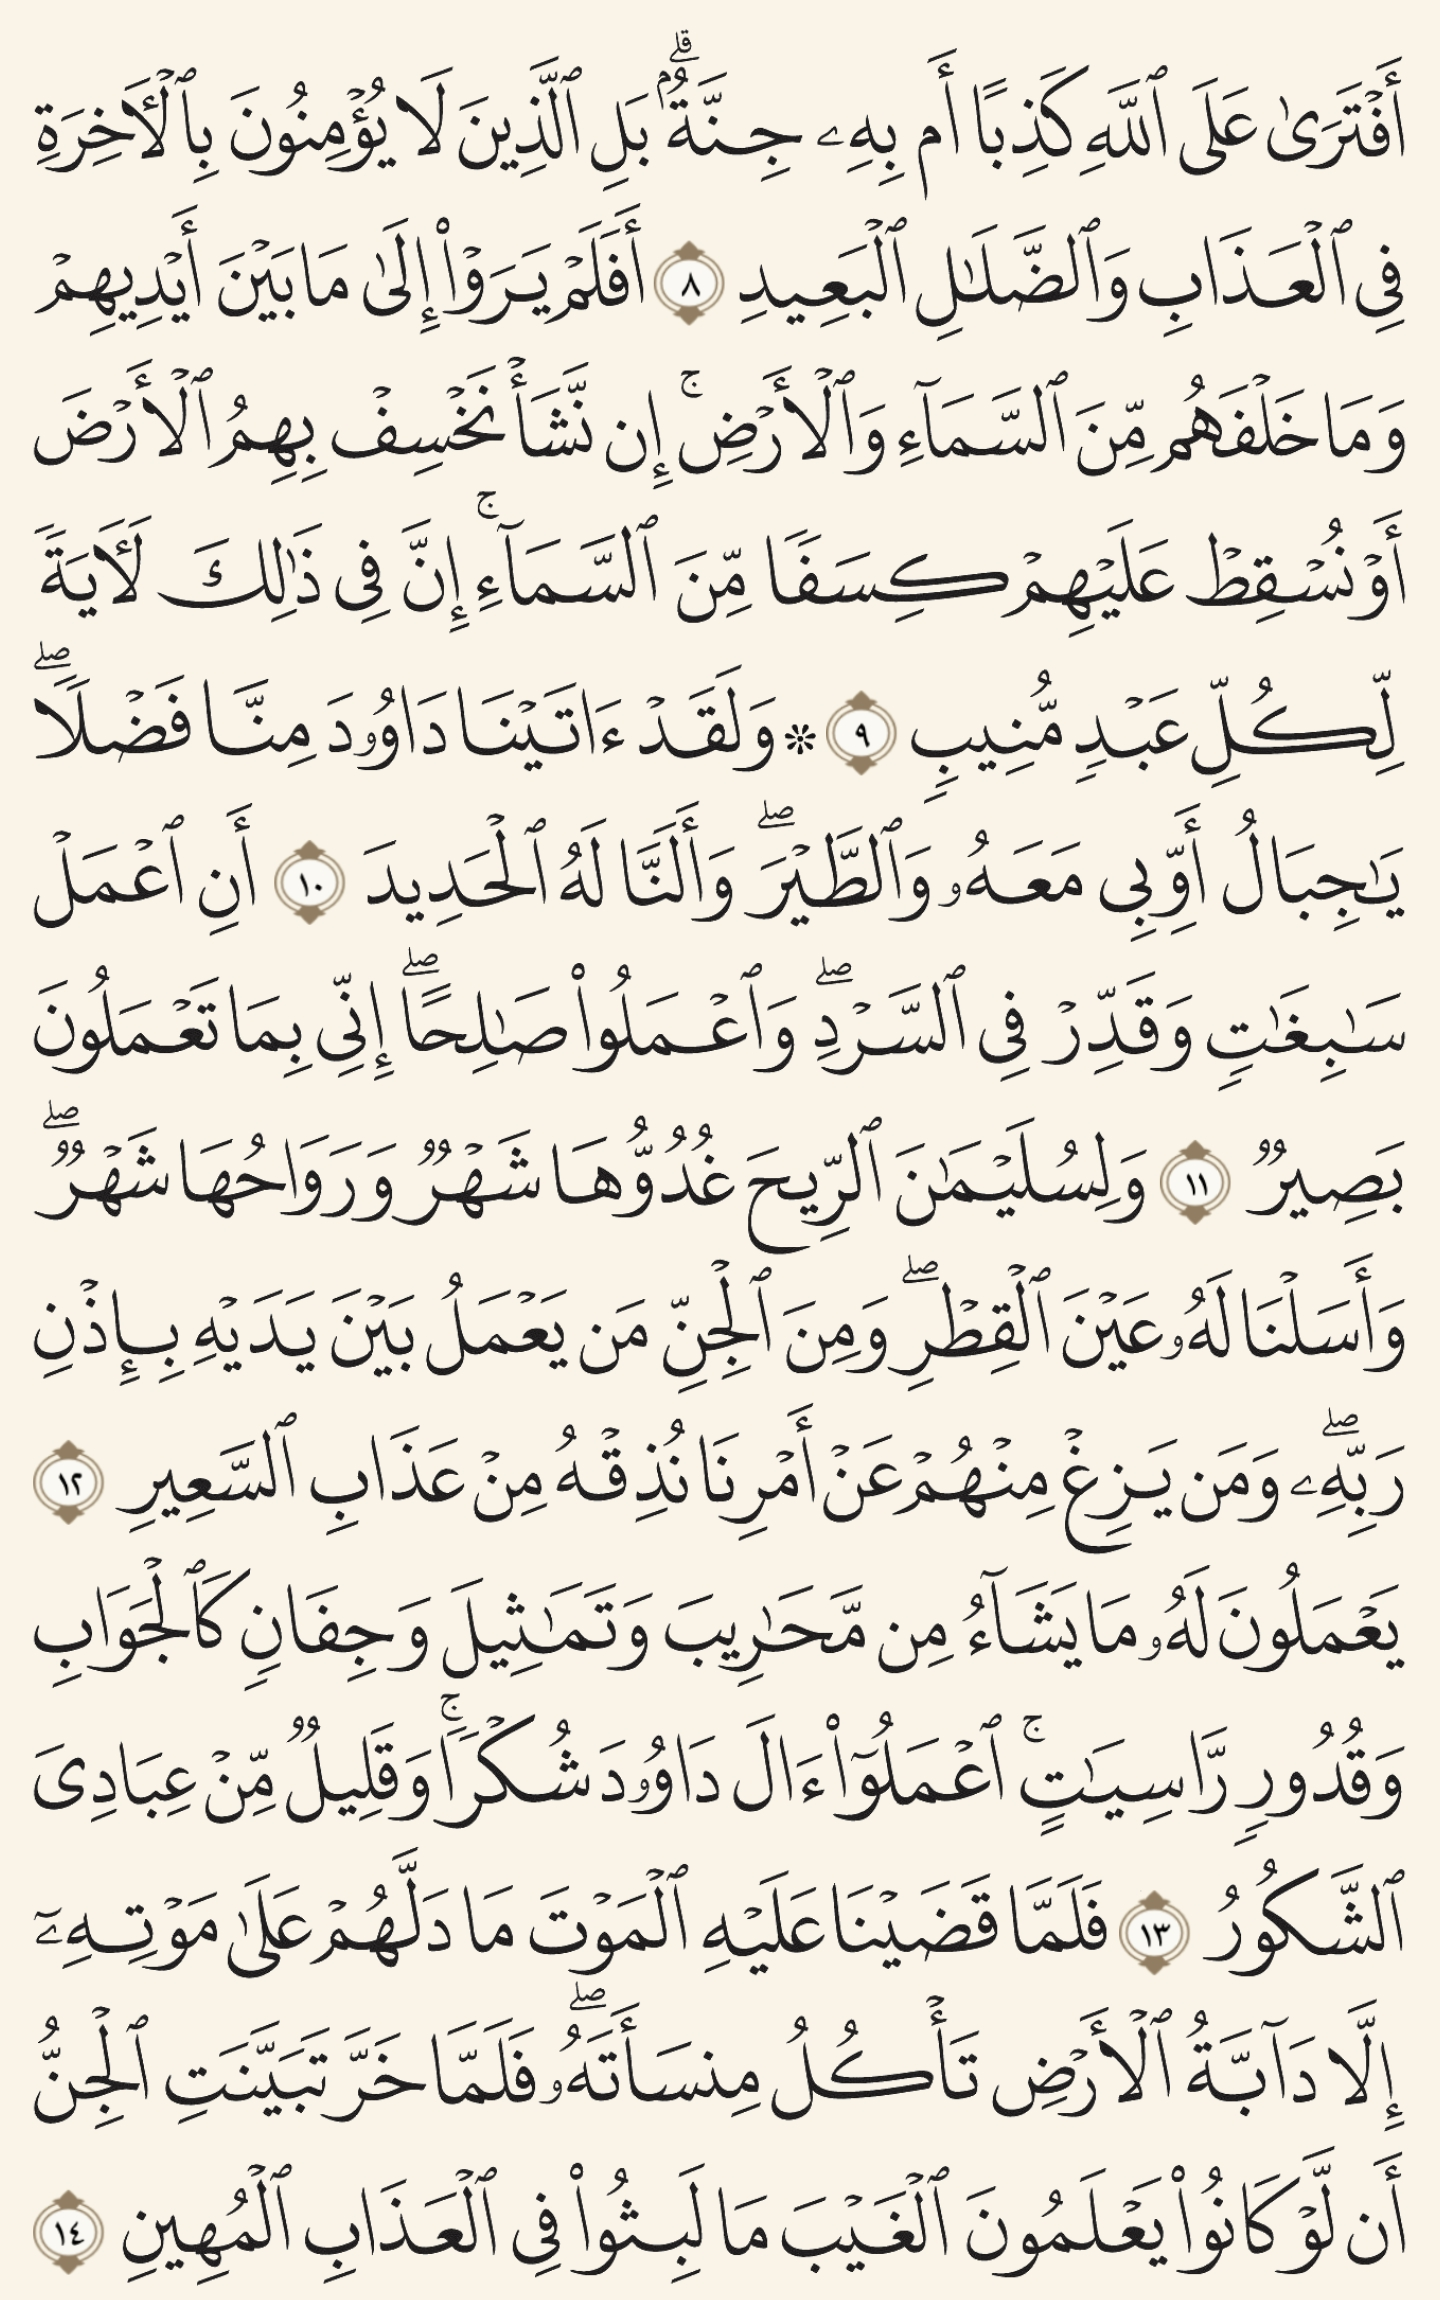 أَفۡتَرَىٰ عَلَى ٱللَّهِ كَذِبًا أَم بِهِۦ جِنَّةُۢۗ بَلِ ٱلَّذِينَ لَا يُؤۡمِنُونَ بِٱلۡأٓخِرَةِ
فِي ٱلۡعَذَابِ وَٱلضَّلَٰلِ ٱلۡبَعِيدِ ٨ أَفَلَمۡ يَرَوۡاْ إِلَىٰ مَا بَيۡنَ أَيۡدِيهِمۡ
وَمَا خَلۡفَهُم مِّنَ ٱلسَّمَآءِ وَٱلۡأَرۡضِۚ إِن نَّشَأۡ نَخۡسِفۡ بِهِمُ ٱلۡأَرۡضَ
أَوۡ نُسۡقِطۡ عَلَيۡهِمۡ كِسَفٗا مِّنَ ٱلسَّمَآءِۚ إِنَّ فِي ذَٰلِكَ لَأٓيَةٗ
لِّكُلِّ عَبۡدٖ مُّنِيبٖ ٩ ۞ وَلَقَدۡ ءَاتَيۡنَا دَاوُۥدَ مِنَّا فَضۡلٗاۖ
يَٰجِبَالُ أَوِّبِي مَعَهُۥ وَٱلطَّيۡرَۖ وَأَلَنَّا لَهُ ٱلۡحَدِيدَ ١٠ أَنِ ٱعۡمَلۡ
سَٰبِغَٰتٖ وَقَدِّرۡ فِي ٱلسَّرۡدِۖ وَٱعۡمَلُواْ صَٰلِحًاۖ إِنِّي بِمَا تَعۡمَلُونَ
بَصِيرٞ ١١ وَلِسُلَيۡمَٰنَ ٱلرِّيحَ غُدُوُّهَا شَهۡرٞ وَرَوَاحُهَا شَهۡرٞۖ
وَأَسَلۡنَا لَهُۥ عَيۡنَ ٱلۡقِطۡرِۖ وَمِنَ ٱلۡجِنِّ مَن يَعۡمَلُ بَيۡنَ يَدَيۡهِ بِإِذۡنِ
رَبِّهِۦۖ وَمَن يَزِغۡ مِنۡهُمۡ عَنۡ أَمۡرِنَا نُذِقۡهُ مِنۡ عَذَابِ ٱلسَّعِيرِ ١٢
يَعۡمَلُونَ لَهُۥ مَا يَشَآءُ مِن مَّحَٰرِيبَ وَتَمَٰثِيلَ وَجِفَانٖ كَٱلۡجَوَابِ
وَقُدُورٖ رَّاسِيَٰتٍۚ ٱعۡمَلُوٓاْ ءَالَ دَاوُۥدَ شُكۡرٗاۚ وَقَلِيلٞ مِّنۡ عِبَادِيَ
ٱلشَّكُورُ ١٣ فَلَمَّا قَضَيۡنَا عَلَيۡهِ ٱلۡمَوۡتَ مَا دَلَّهُمۡ عَلَىٰ مَوۡتِهِۦٓ
إِلَّا دَآبَّةُ ٱلۡأَرۡضِ تَأۡكُلُ مِنسَأَتَهُۥۖ فَلَمَّا خَرَّ تَبَيَّنَتِ ٱلۡجِنُّ
أَن لَّوۡ كَانُواْ يَعۡلَمُونَ ٱلۡغَيۡبَ مَا لَبِثُواْ فِي ٱلۡعَذَابِ ٱلۡمُهِينِ ١٤